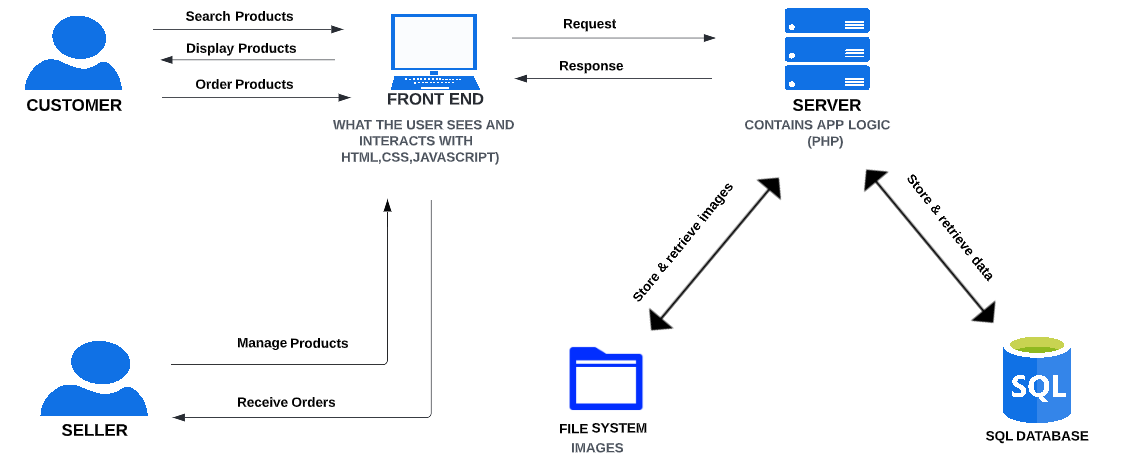 Search Products
Display Products
Order Products
CUSTOMER
FRONT END
WHAT THE USER SEES AND
INTERACTS WITH
HTML,CSS,JAVASCRIPT)
Request
Response
SERVER
CONTAINS APP LOGIC
(PHP)
Store & retrieve images
Store & retrieve data
Manage Products
Receive Orders
SELLER
FILE SYSTEM
IMAGES
SQL
SQL DATABASE